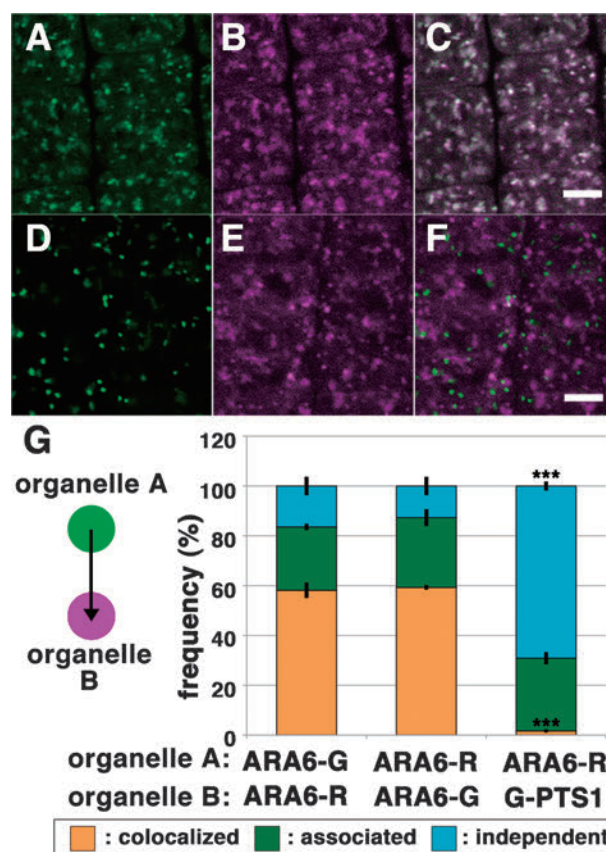 A B C
D E F
G
120
100
80
60
40
20
0
frequency (%)
organelle A
organelle B
***
***
organelle A: ARA6-G ARA6-R ARA6-R
organelle B: ARA6-R ARA6-G G-PTS1
: colocalized : associated : independent